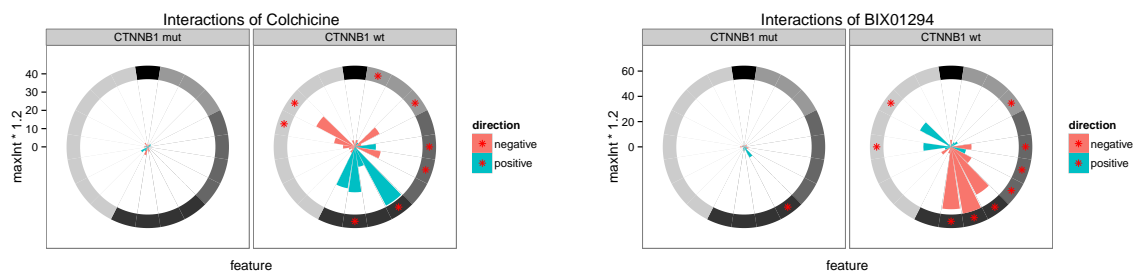 Interactions of Colchicine
CTNNB1 mut
CTNNB1 wt
maxInt * 1.2
40
30
20
10
0
feature
direction
negative
positive
Interactions of BIX01294
CTNNB1 mut
CTNNB1 wt
maxInt * 1.2
60
40
20
0
feature
direction
negative
positive